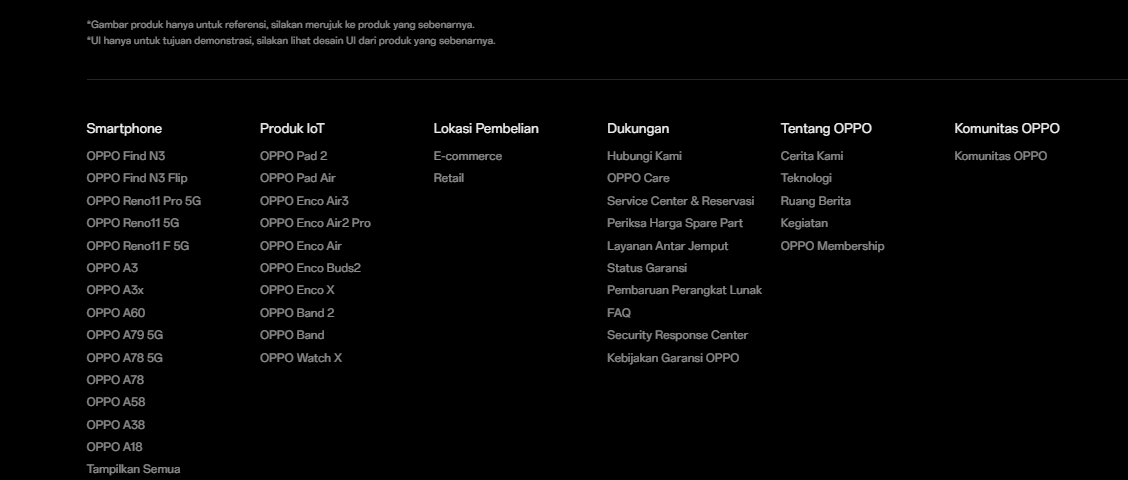 *Gambar produk hanya untuk referensi, silakan merujuk ke produk yang sebenarnya.
*UI hanya untuk tujuan demonstrasi, silakan lihat desain UI dari produk yang sebenarnya.
Smartphone
OPPO Find N3
OPPO Find N3 Flip
OPPO Reno11 Pro 5G
OPPO Reno11 5G
OPPO Reno11 F 5G
OPPO A3
OPPO A3x
OPPO A60
OPPO A79 5G
OPPO A78 5G
OPPO A78
OPPO A58
OPPO A38
OPPO A18
Tampilkan Semua
Produk IoT
OPPO Pad 2
OPPO Pad Air
OPPO Enco Air3
OPPO Enco Air2 Pro
OPPO Enco Air
OPPO Enco Buds2
OPPO Enco X
OPPO Band 2
OPPO Band
OPPO Watch X
Lokasi Pembelian
E-commerce
Retail
Dukungan
Hubungi Kami
OPPO Care
Service Center & Reservasi
Periksa Harga Spare Part
Layanan Antar Jemput
Status Garansi
Pembaruan Perangkat Lunak
FAQ
Security Response Center
Kebijakan Garansi OPPO
Tentang OPPO
Cerita Kami
Teknologi
Ruang Berita
Kegiatan
OPPO Membership
Komunitas OPPO
Komunitas OPPO